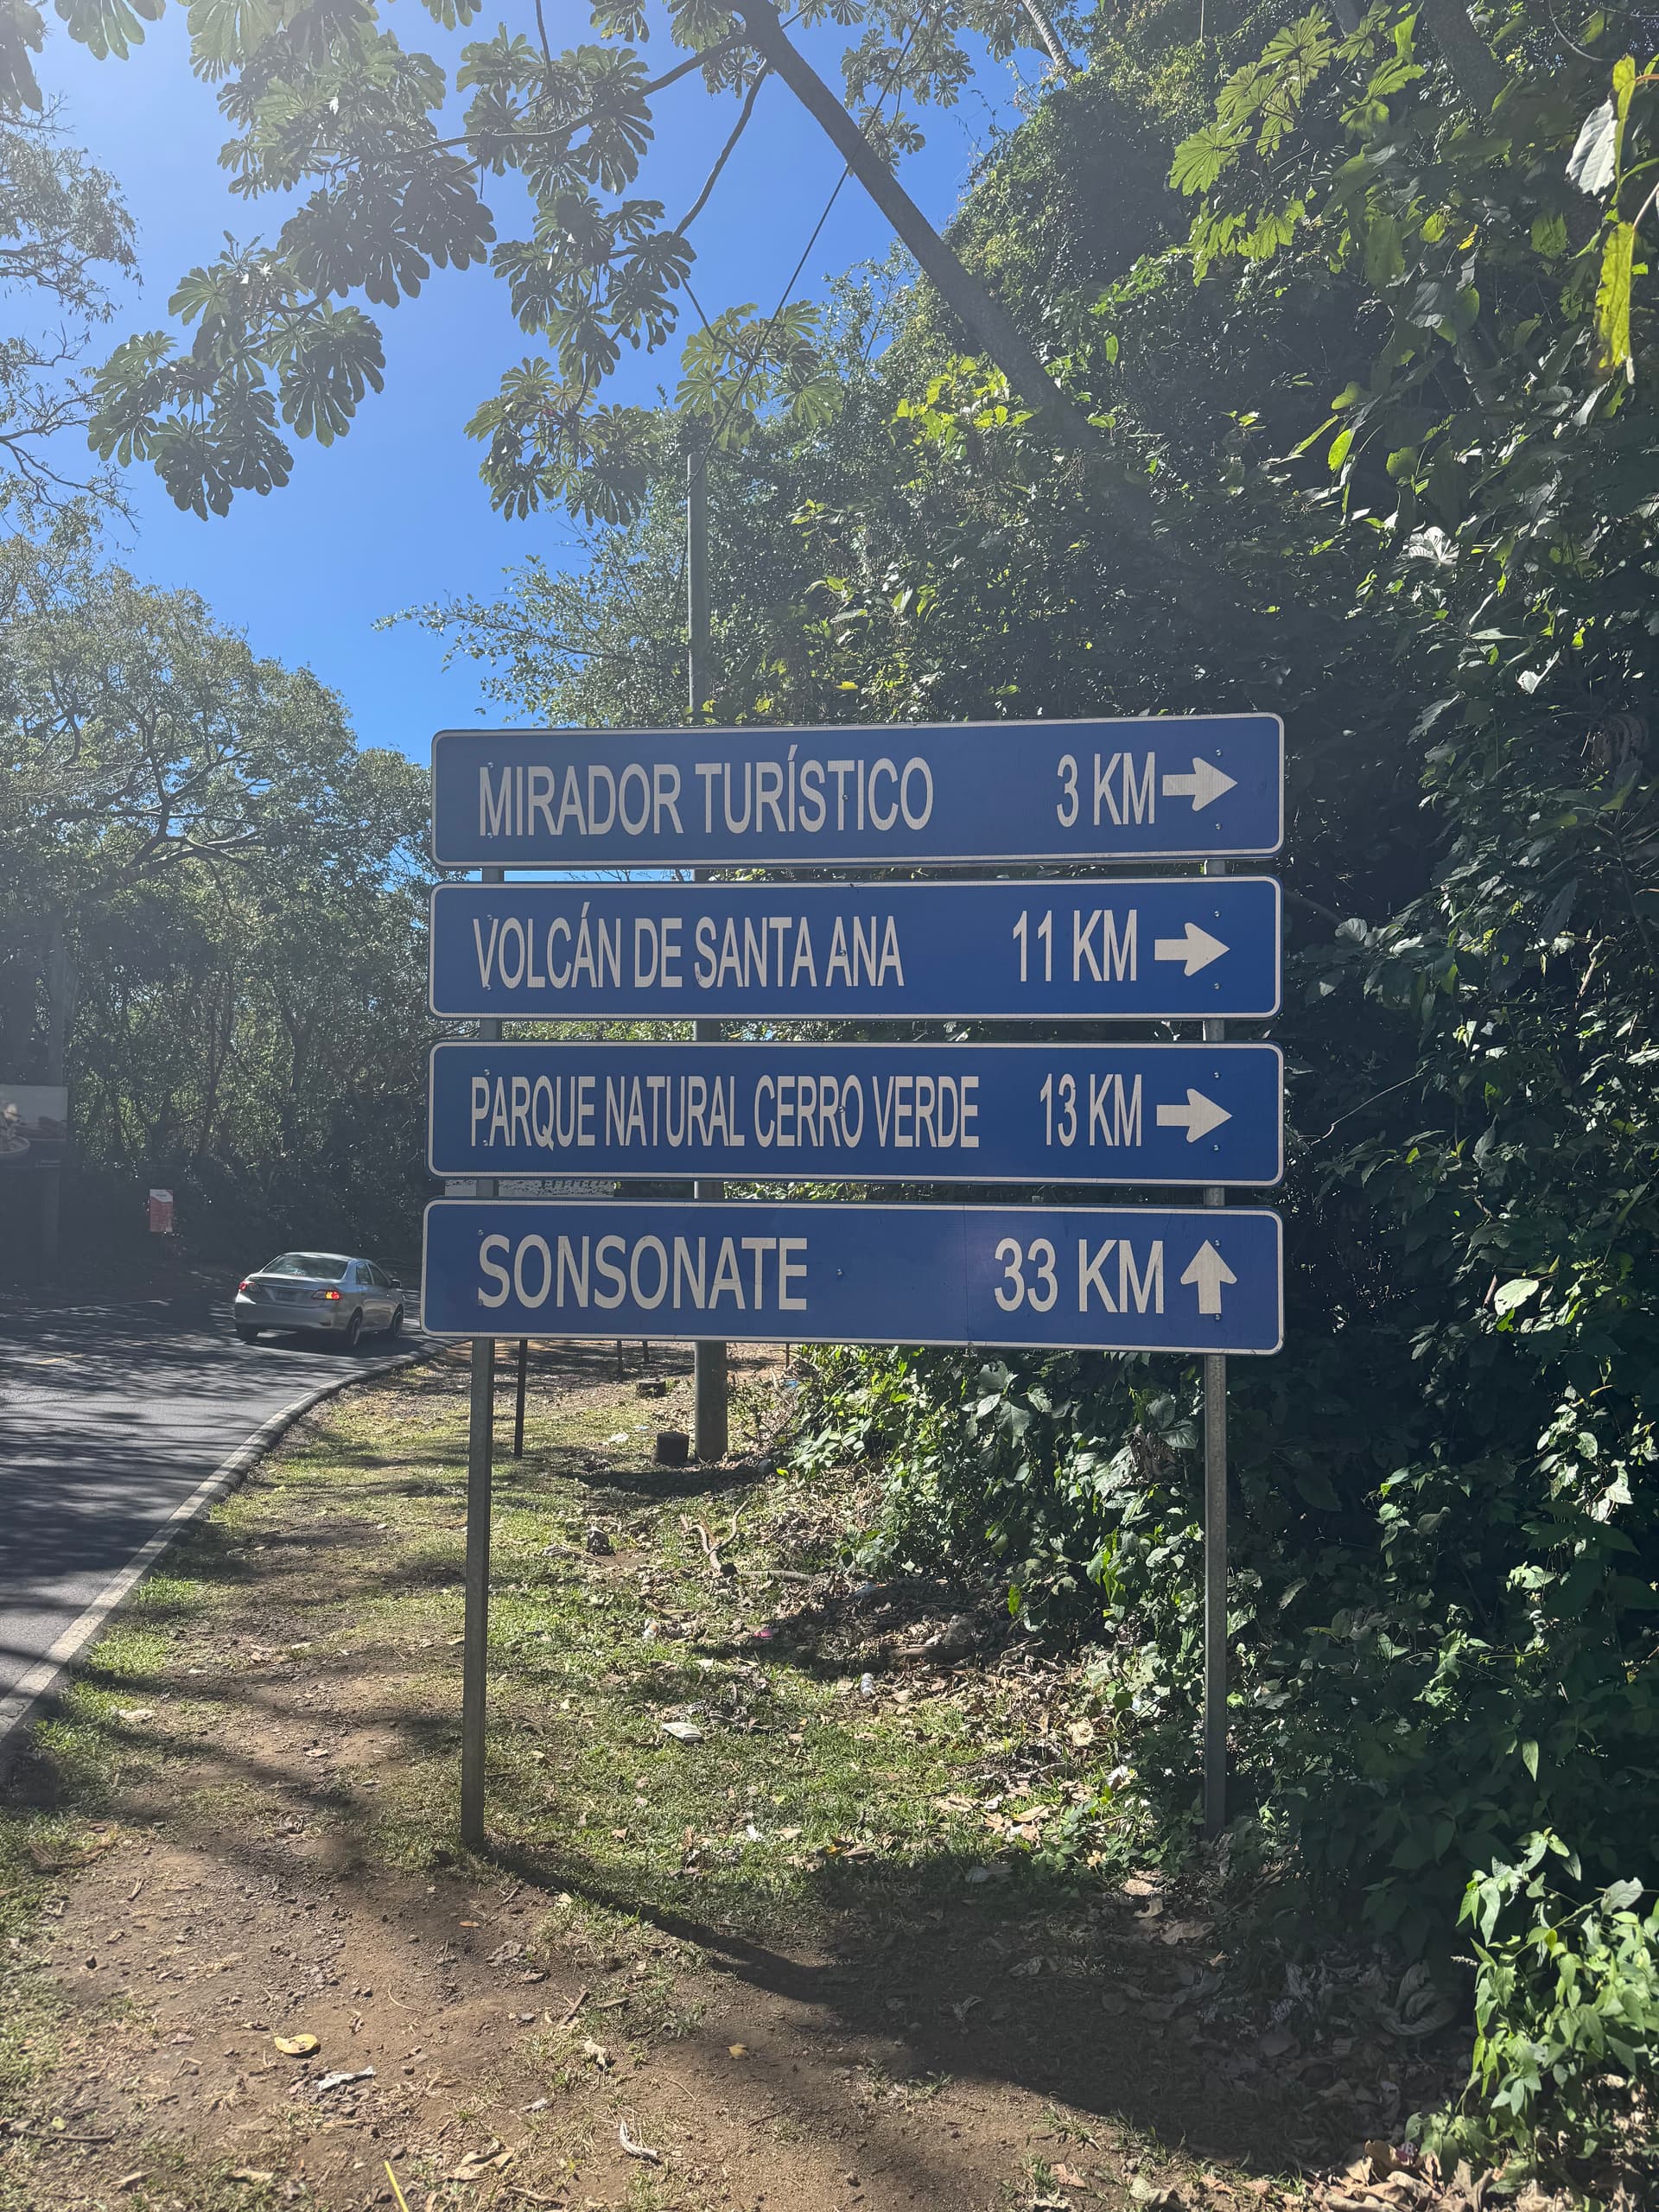 MIRADOR TURÍSTICO 3 KM
VOLCÁN DE SANTA ANA 11 KM
PARQUE NATURAL CERRO VERDE 13 KM
SONSONATE 33 KM